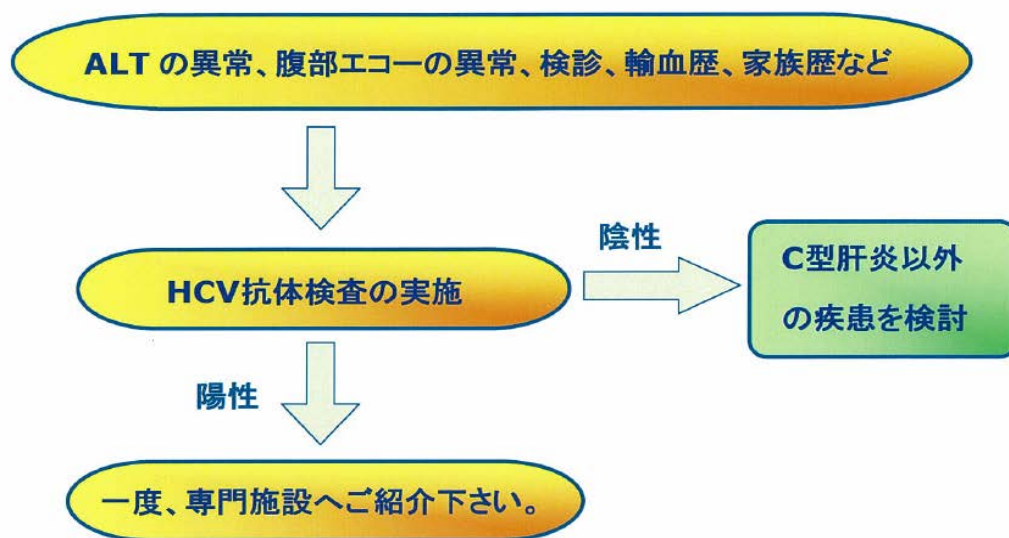 ALT の異常、腹部エコーの異常、検診、輸血歴、家族歴など
HCV抗体検査の実施
陰性
C型肝炎以外
の疾患を検討
陽性
一度、専門施設へご紹介下さい。